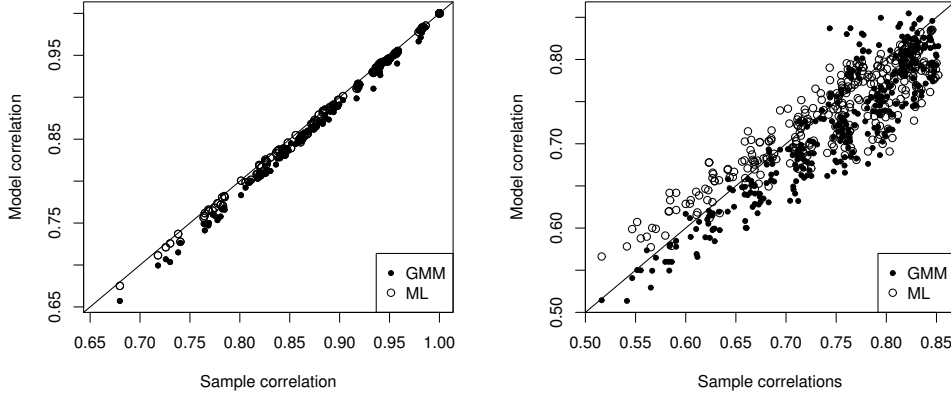 Model correlation
0.65 0.75 0.85 0.95
GMM
ML
0.65 0.70 0.75 0.80 0.85 0.90 0.95 1.00
Sample correlation
Model correlation
0.50 0.60 0.70 0.80
GMM
ML
0.50 0.55 0.60 0.65 0.70 0.75 0.80 0.85
Sample correlations